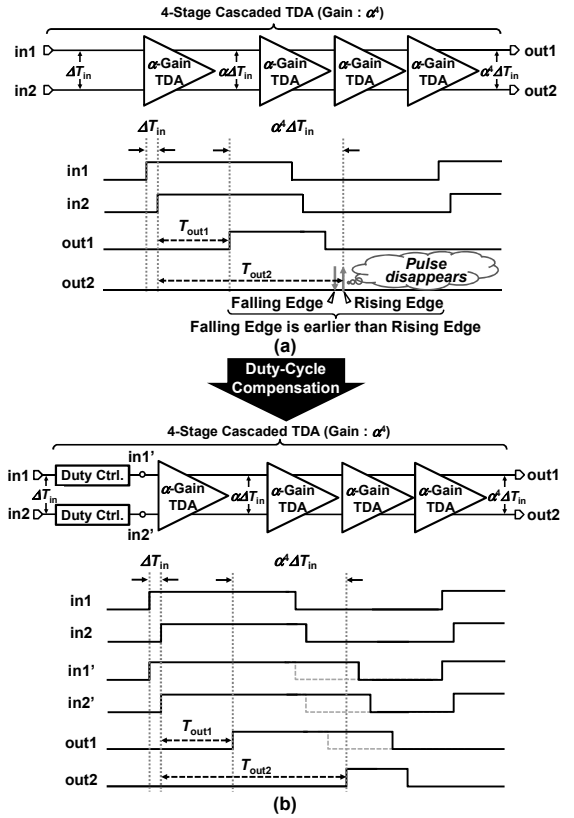 4-Stage Cascaded TDA (Gain : α⁴)
in1
in2
ΔTin
α-Gain
TDA
αΔTin
α-Gain
TDA
α-Gain
TDA
α-Gain
TDA
α⁴ΔTin
out1
out2
ΔTin
α⁴ΔTin
in1
in2
Tout1
out1
Tout2
Pulse
disappears
out2
Falling Edge
Rising Edge
Falling Edge is earlier than Rising Edge
(a)
Duty-Cycle
Compensation
4-Stage Cascaded TDA (Gain : α⁴)
in1'
in1
Duty Ctrl.
ΔTin
in2
Duty Ctrl.
in2'
α-Gain
TDA
αΔTin
α-Gain
TDA
α-Gain
TDA
α-Gain
TDA
α⁴ΔTin
out1
out2
ΔTin
α⁴ΔTin
in1
in2
in1'
in2'
Tout1
out1
Tout2
out2
(b)